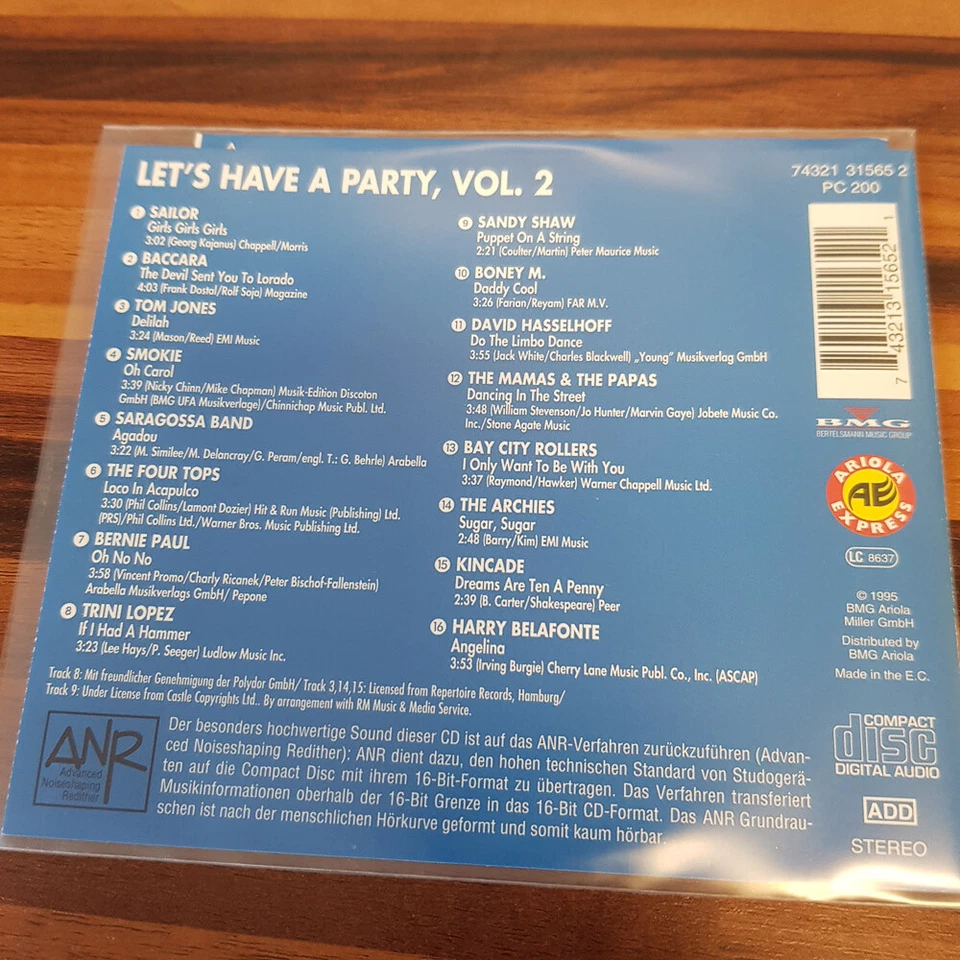 LET'S HAVE A PARTY, VOL. 2
1 SAILOR
Girls Girls Girls
3:02 (Georg Kajanus) Chappell/Morris
2 BACCARA
The Devil Sent You To Lorado
4:03 (Frank Dostal/Rolf Soja) Magazine
3 TOM JONES
Delilah
3:24 (Mason/Reed) EMI Music
4 SMOKIE
Oh Carol
3:39 (Nicky Chinn/Mike Chapman) Musik-Edition Discoton
GmbH (BMG UFA Musikverlage)/Chinnichap Music Publ. Ltd.
5 SARAGOSSA BAND
Agadou
3:22 (M. Similee/M. Delancray/G. Peram/engl. T.: G. Behrle) Arabella
6 THE FOUR TOPS
Loco In Acapulco
3:30 (Phil Collins/Lamont Dozier) Hit & Run Music (Publishing) Ltd.
(PRS)/Phil Collins Ltd./Warner Bros. Music Publishing Ltd.
7 BERNIE PAUL
Oh No No
3:58 (Vincent Promo/Charly Ricanek/Peter Bischof-Fallenstein)
Arabella Musikverlags GmbH/ Pepone
8 TRINI LOPEZ
If I Had A Hammer
3:23 (Lee Hays/P. Seeger) Ludlow Music Inc.
9 SANDY SHAW
Puppet On A String
2:21 (Coulter/Martin) Peter Maurice Music
10 BONEY M.
Daddy Cool
3:26 (Farian/Reyam) FAR M.V.
11 DAVID HASSELHOFF
Do The Limbo Dance
3:55 (Jack White/Charles Blackwell) „Young" Musikverlag GmbH
12 THE MAMAS & THE PAPAS
Dancing In The Street
3:48 (William Stevenson/Jo Hunter/Marvin Gaye) Jobete Music Co.
Inc./Stone Agate Music
13 BAY CITY ROLLERS
I Only Want To Be With You
3:37 (Raymond/Hawker) Warner Chappell Music Ltd.
14 THE ARCHIES
Sugar, Sugar
2:48 (Barry/Kim) EMI Music
15 KINCADE
Dreams Are Ten A Penny
2:39 (B. Carter/Shakespeare) Peer
16 HARRY BELAFONTE
Angelina
3:53 (Irving Burgie) Cherry Lane Music Publ. Co., Inc. (ASCAP)
Track 8: Mit freundlicher Genehmigung der Polydor GmbH/ Track 3,14,15: Licensed from Repertoire Records, Hamburg/
Track 9: Under License from Castle Copyrights Ltd.. By arrangement with RM Music & Media Service.
ANR
Advanced
Noiseshaping
Redither
Der besonders hochwertige Sound dieser CD ist auf das ANR-Verfahren zurückzuführen (Advan-
ced Noiseshaping Redither): ANR dient dazu, den hohen technischen Standard von Studogerä-
ten auf die Compact Disc mit ihrem 16-Bit-Format zu übertragen. Das Verfahren transferiert
Musikinformationen oberhalb der 16-Bit Grenze in das 16-Bit CD-Format. Das ANR Grundrau-
schen ist nach der menschlichen Hörkurve geformt und somit kaum hörbar.
74321 31565 2
PC 200
7 43213 15652 1
BMG
BERTELSMANN MUSIC GROUP
ARIOLA
AE
EXPRESS
LC 8637
© 1995
BMG Ariola
Miller GmbH
Distributed by
BMG Ariola
Made in the E.C.
COMPACT
disc
DIGITAL AUDIO
ADD
STEREO